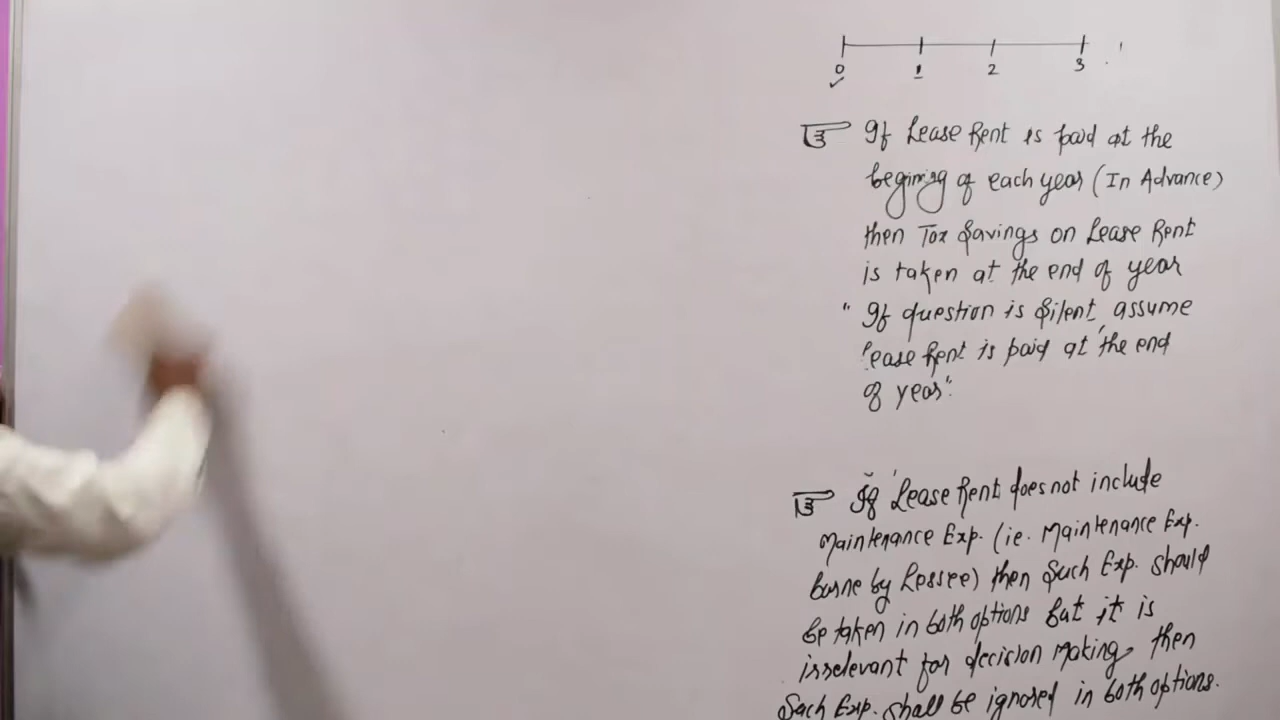 0 1 2 3
If Lease Rent is paid at the
begining of each year (In Advance)
then Tax Savings on Lease Rent
is taken at the end of year
"If question is Silent, assume
Lease Rent is paid at the end
of year".
If Lease Rent does not include
Maintenance Exp. (ie. Maintenance Exp.
borne by Lessee) then Such Exp. should
be taken in both options but it is
irrelevant for decision making, then
Such Exp. shall be ignored in both options.